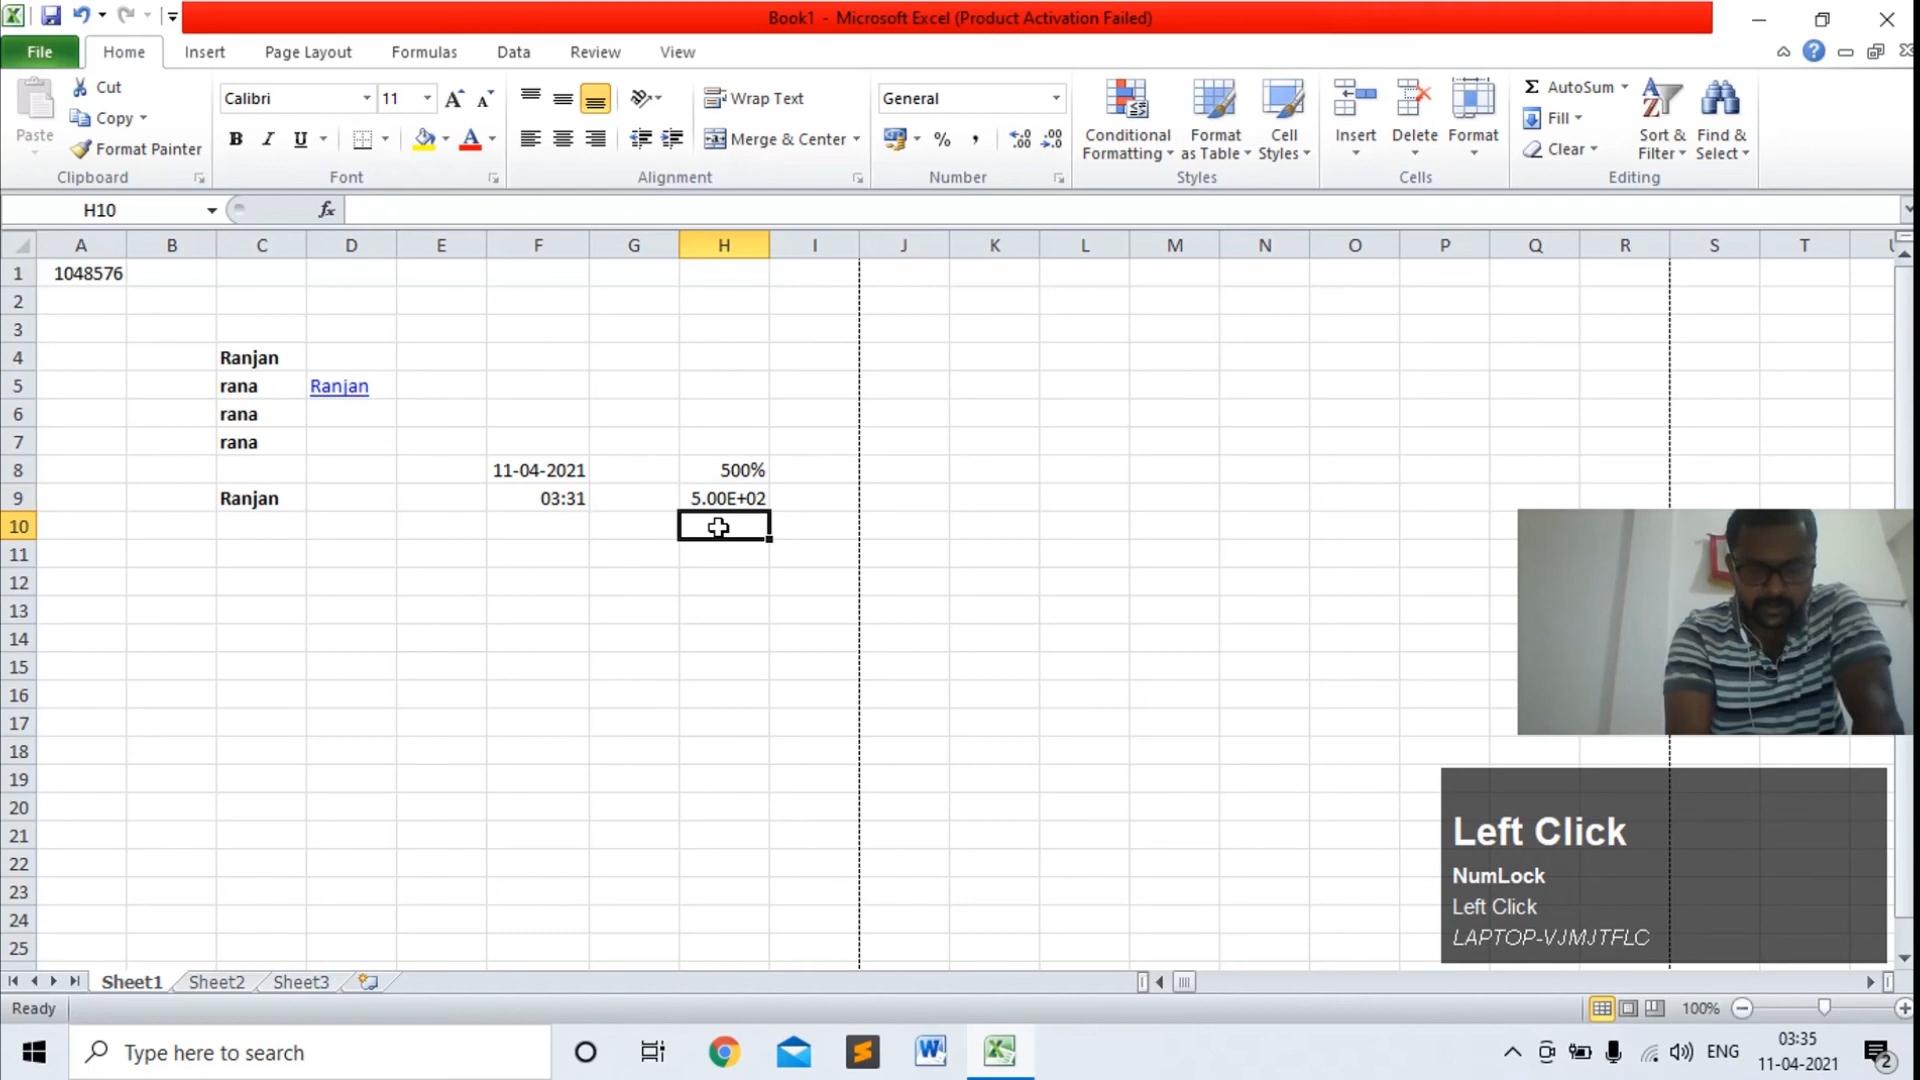 Book1 - Microsoft Excel (Product Activation Failed)
File Home Insert Page Layout Formulas Data Review View
Paste
Cut
Copy
Format Painter
Clipboard
Calibri 11
B I U
Font
Wrap Text
Merge & Center
Alignment
General
% ,
Number
Conditional Formatting
Format as Table
Cell Styles
Styles
Insert Delete Format
Cells
AutoSum
Fill
Clear
Sort & Filter
Find & Select
Editing
H10 fx
A B C D E F G H I J K L M N O P Q R S T
1 1048576
2
3
4 Ranjan
5 rana Ranjan
6 rana
7 rana
8 11-04-2021 500%
9 Ranjan 03:31 5.00E+02
10
11
12
13
14
15
16
17
18
19
20
21
22
23
24
25
Left Click
NumLock
Left Click
LAPTOP-VJMJTFLC
Sheet1 Sheet2 Sheet3
Ready 100%
Type here to search
ENG
03:35
11-04-2021
2